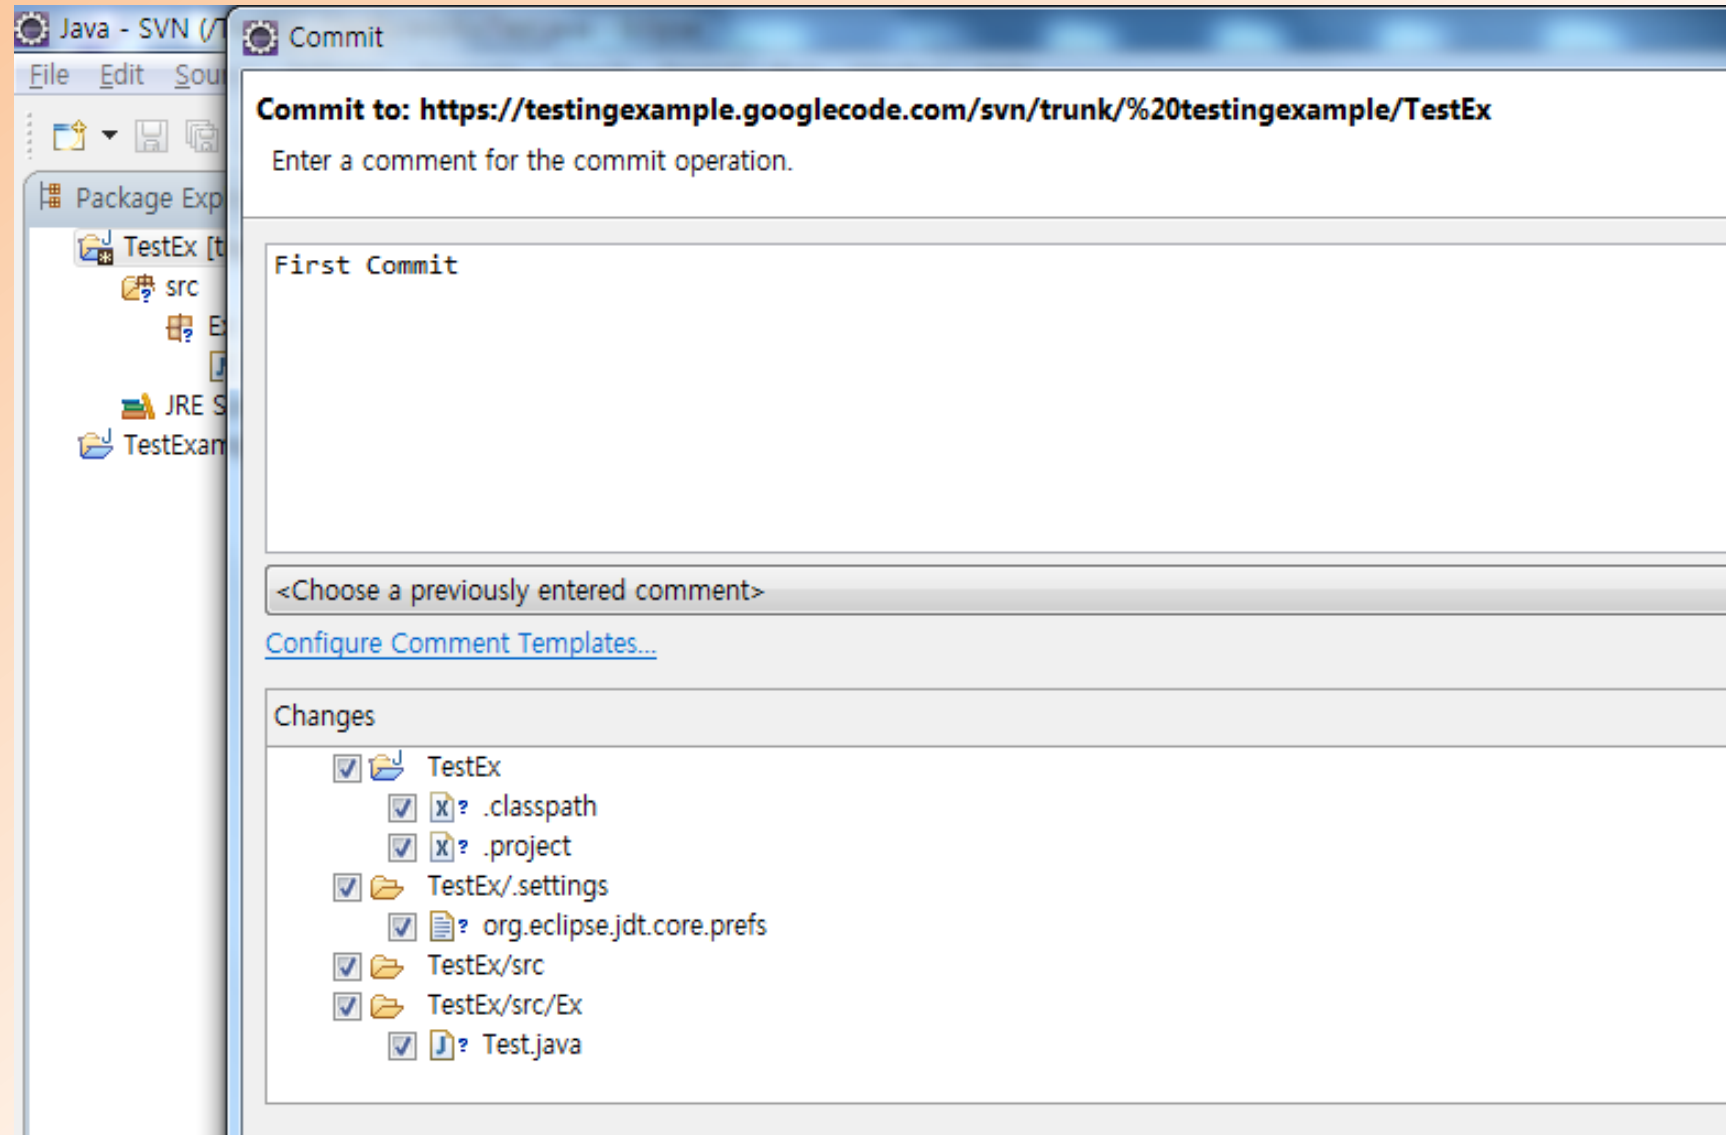 Java - SVN (/T
File Edit Sour
Package Exp
TestEx [t
src
E
JRE S
TestExam
Commit
Commit to: https://testingexample.googlecode.com/svn/trunk/%20testingexample/TestEx
Enter a comment for the commit operation.
First Commit
<Choose a previously entered comment>
Configure Comment Templates...
Changes
TestEx
.classpath
.project
TestEx/.settings
org.eclipse.jdt.core.prefs
TestEx/src
TestEx/src/Ex
Test.java